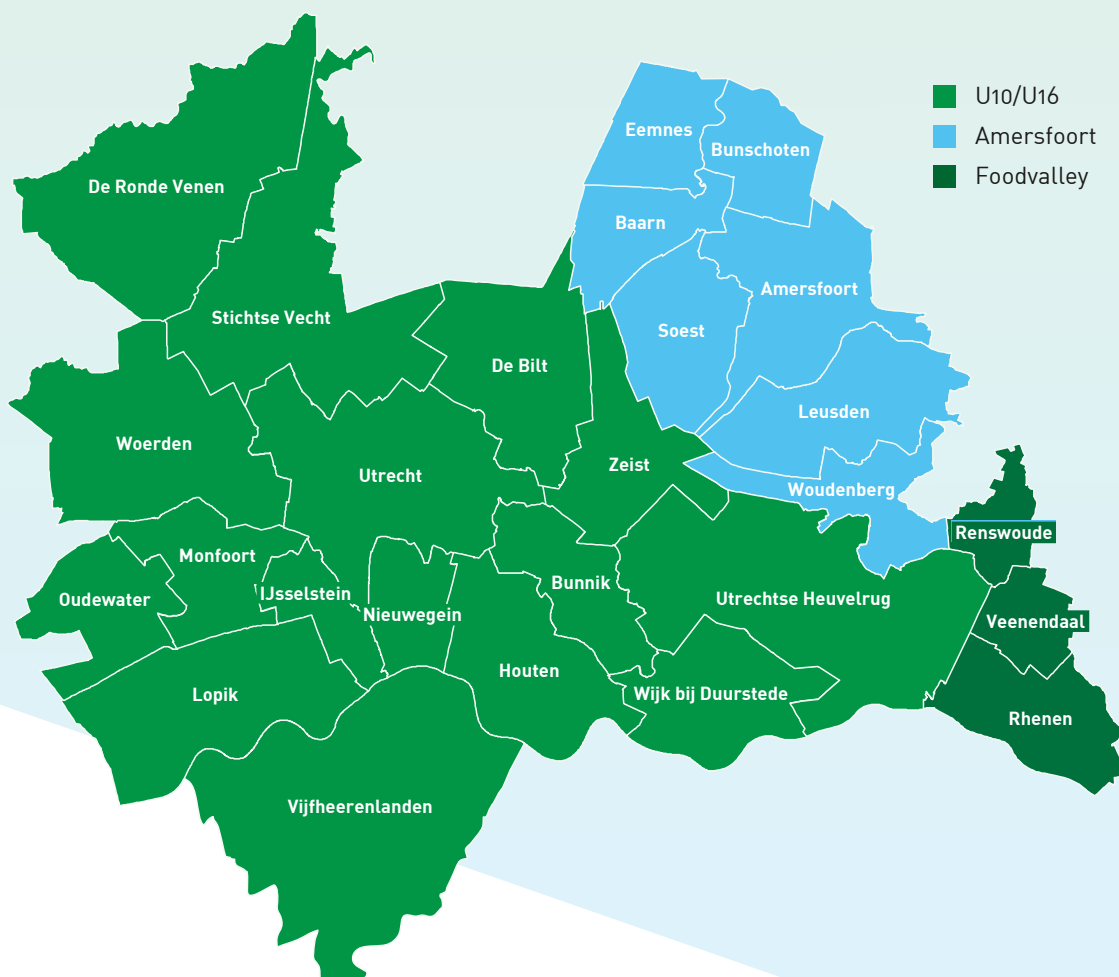 U10/U16
Amersfoort
Foodvalley
Eemnes
Bunschoten
De Ronde Venen
Baarn
Amersfoort
Stichtse Vecht
Soest
De Bilt
Leusden
Woerden
Zeist
Utrecht
Woudenberg
Renswoude
Monfoort
Bunnik
IJsselstein
Oudewater
Utrechtse Heuvelrug
Nieuwegein
Veenendaal
Houten
Lopik
Wijk bij Duurstede
Rhenen
Vijfheerenlanden